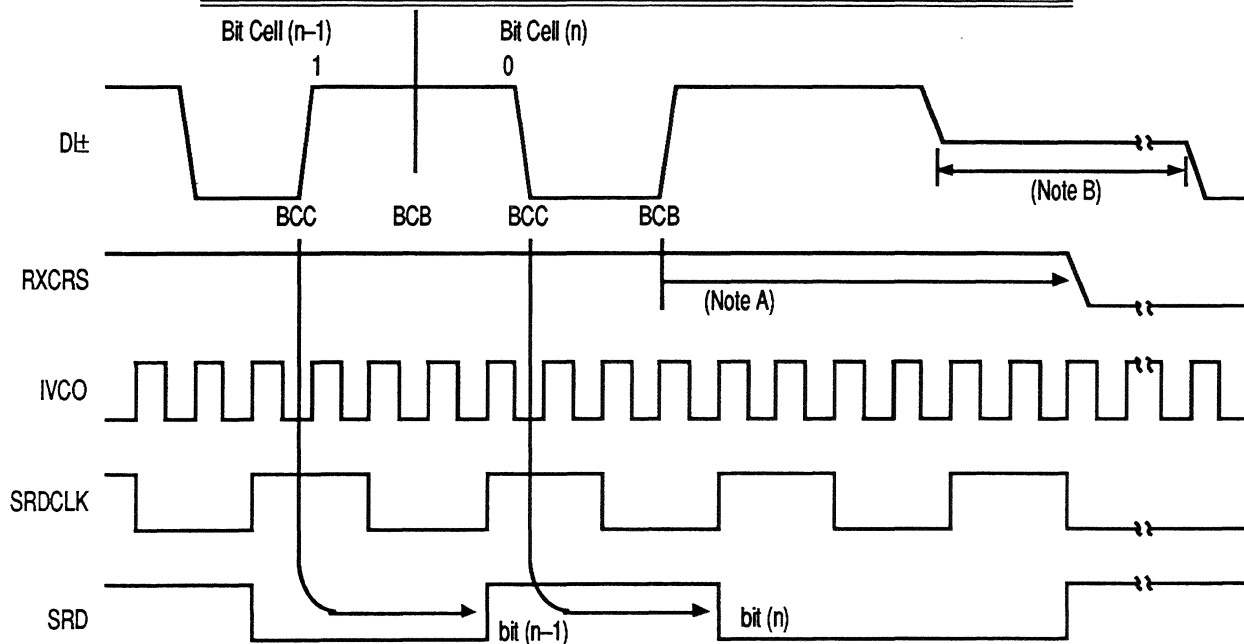 Bit Cell (n–1)
Bit Cell (n)
1
0
DI±
(Note B)
BCC
BCB
BCC
BCB
RXCRS
(Note A)
IVCO
SRDCLK
SRD
bit (n–1)
bit (n)